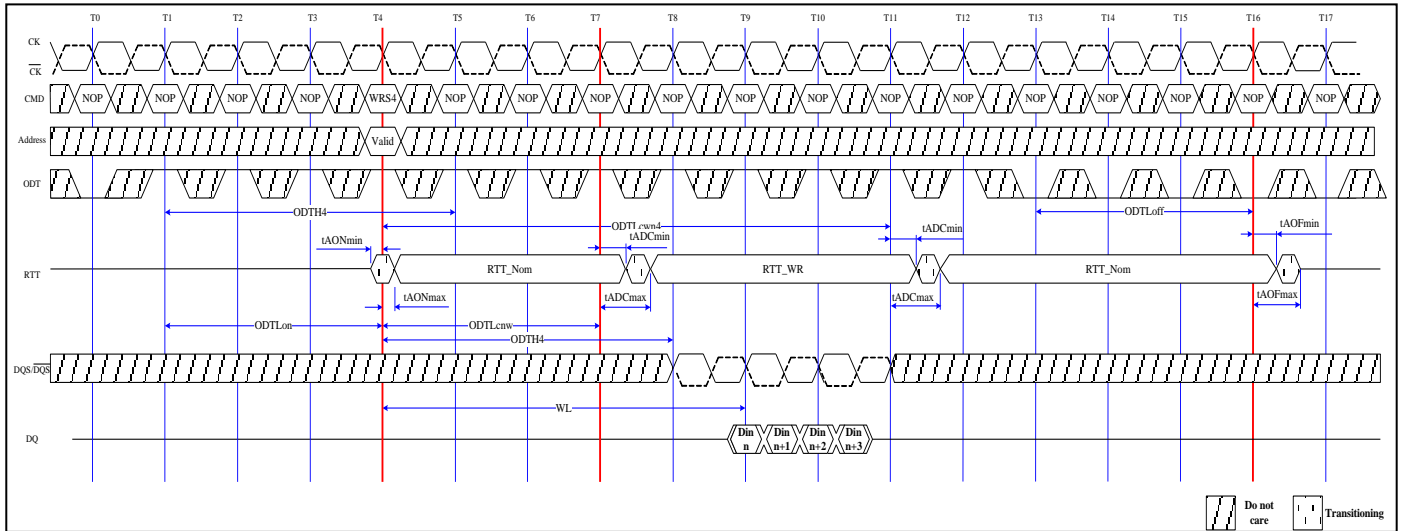 T0 T1 T2 T3 T4 T5 T6 T7 T8 T9 T10 T11 T12 T13 T14 T15 T16 T17
CK
CK
CMD NOP NOP NOP NOP WRS4 NOP NOP NOP NOP NOP NOP NOP NOP NOP NOP NOP NOP NOP
Address Valid
ODT
ODTH4 ODTLcwn4 ODTLoff
tAONmin tADCmin tADCmin tAOFmin
RTT RTT_Nom RTT_WR RTT_Nom
tAONmax tADCmax tADCmax tAOFmax
ODTLon ODTLcnw
ODTH4
DQS/DQS
WL
DQ Din n Din n+1 Din n+2 Din n+3
Do not care Transitioning